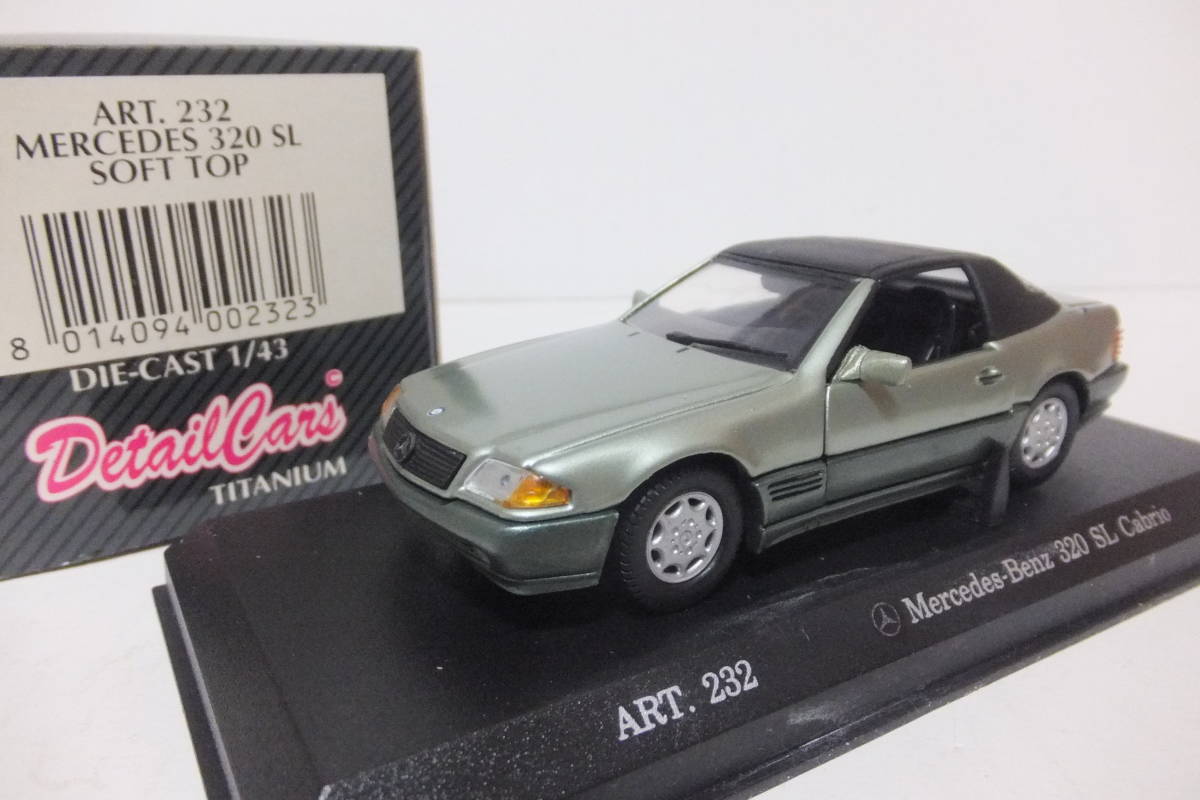 ART. 232
MERCEDES 320 SL
SOFT TOP
8 014094 002323
DIE-CAST 1/43
DetailCars ©
TITANIUM
Mercedes-Benz 320 SL Cabrio
ART. 232